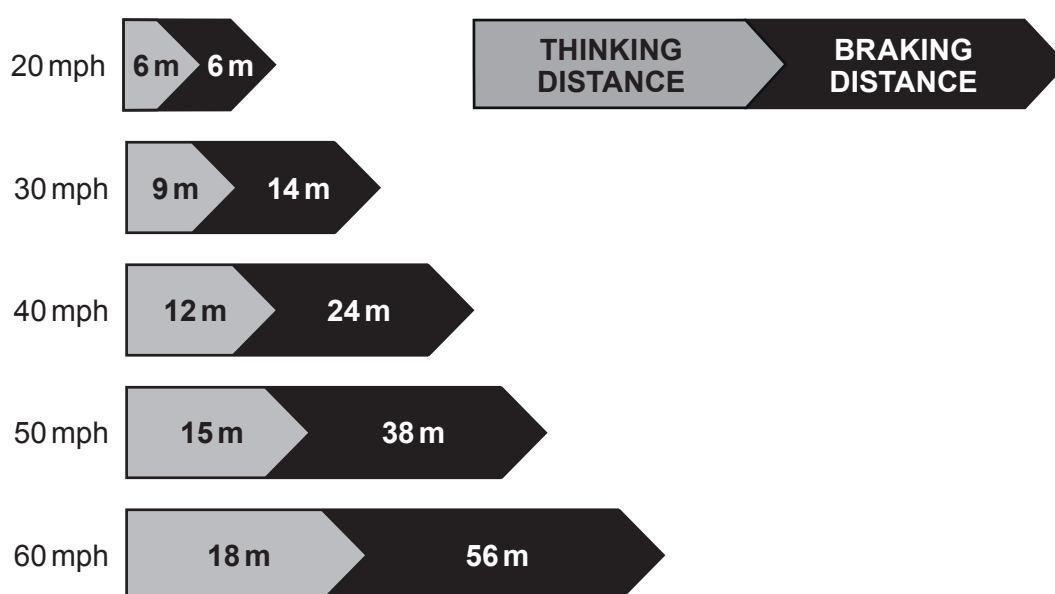 20 mph 6 m 6 m
THINKING DISTANCE
BRAKING DISTANCE
30 mph 9 m 14 m
40 mph 12 m 24 m
50 mph 15 m 38 m
60 mph 18 m 56 m